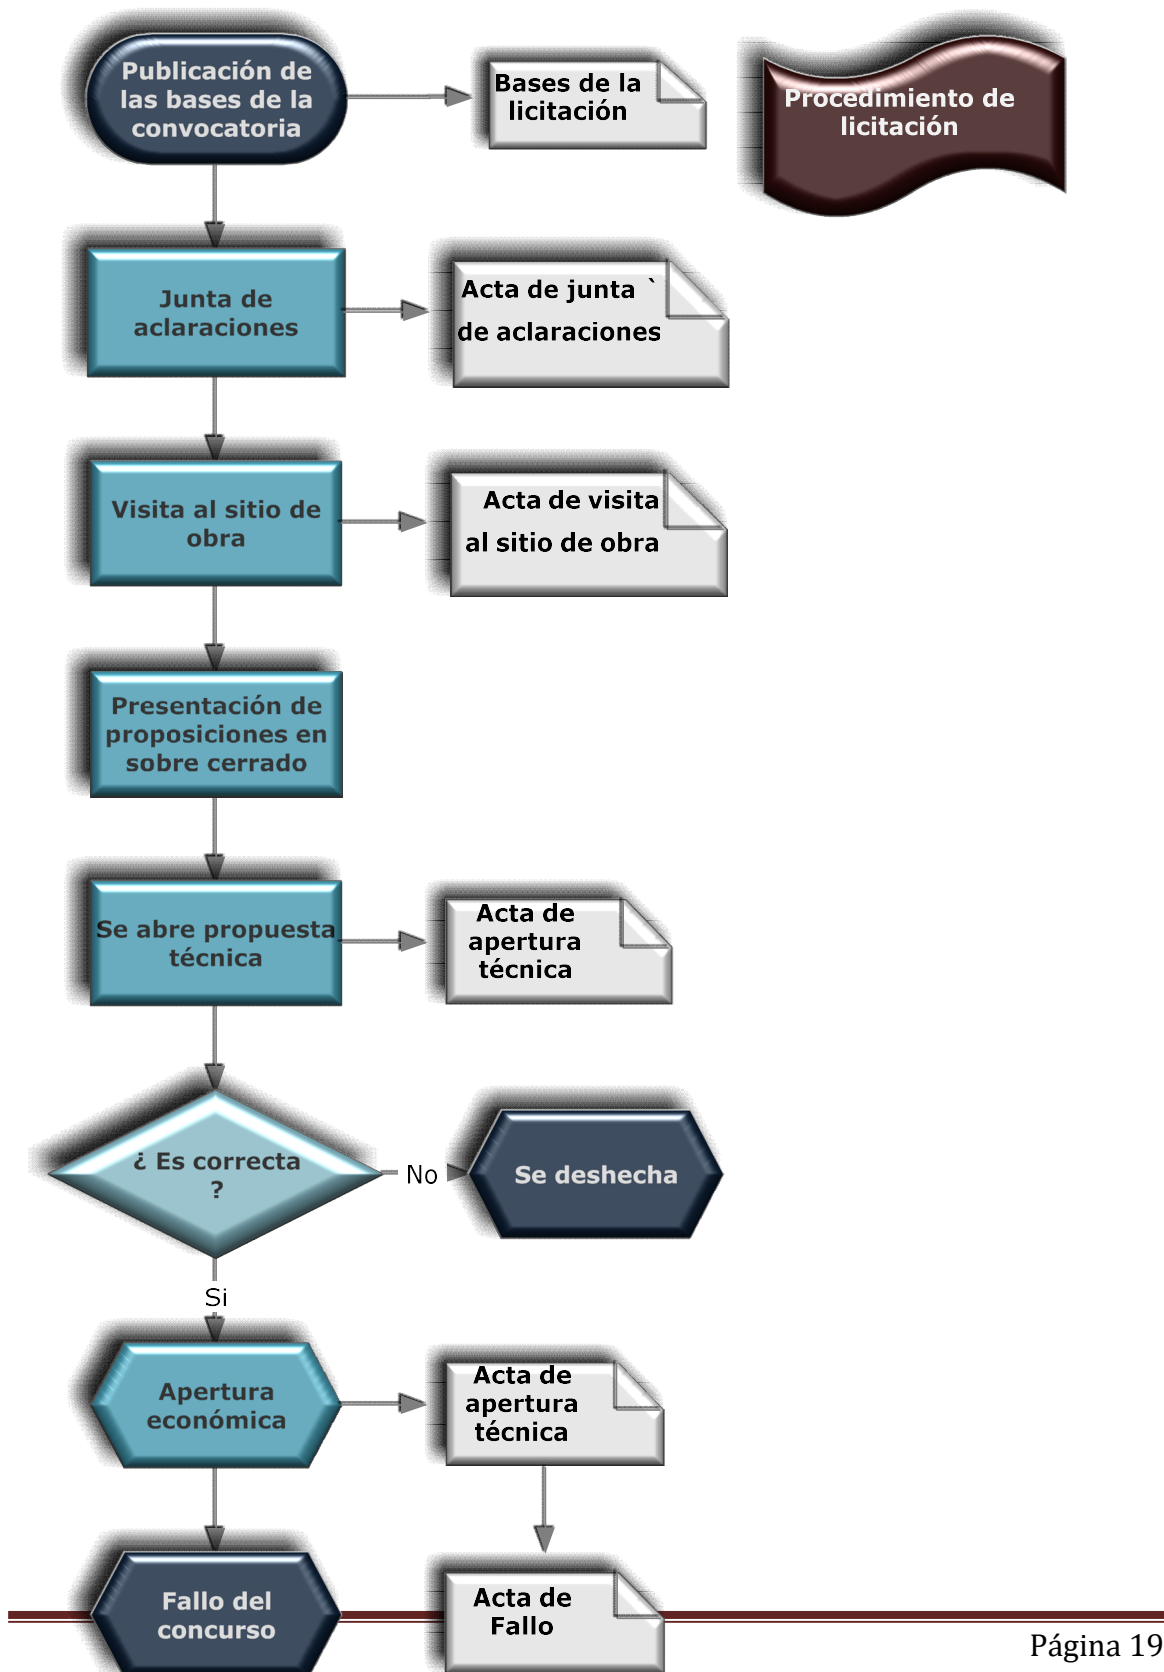 Publicación de
las bases de la
convocatoria
Bases de la
licitación
Procedimiento de
licitación
Junta de
aclaraciones
Acta de junta `
de aclaraciones
Visita al sitio de
obra
Acta de visita
al sitio de obra
Presentación de
proposiciones en
sobre cerrado
Se abre propuesta
técnica
Acta de
apertura
técnica
¿ Es correcta
?
No
Se deshecha
Si
Apertura
económica
Acta de
apertura
técnica
Fallo del
concurso
Acta de
Fallo
Página 19